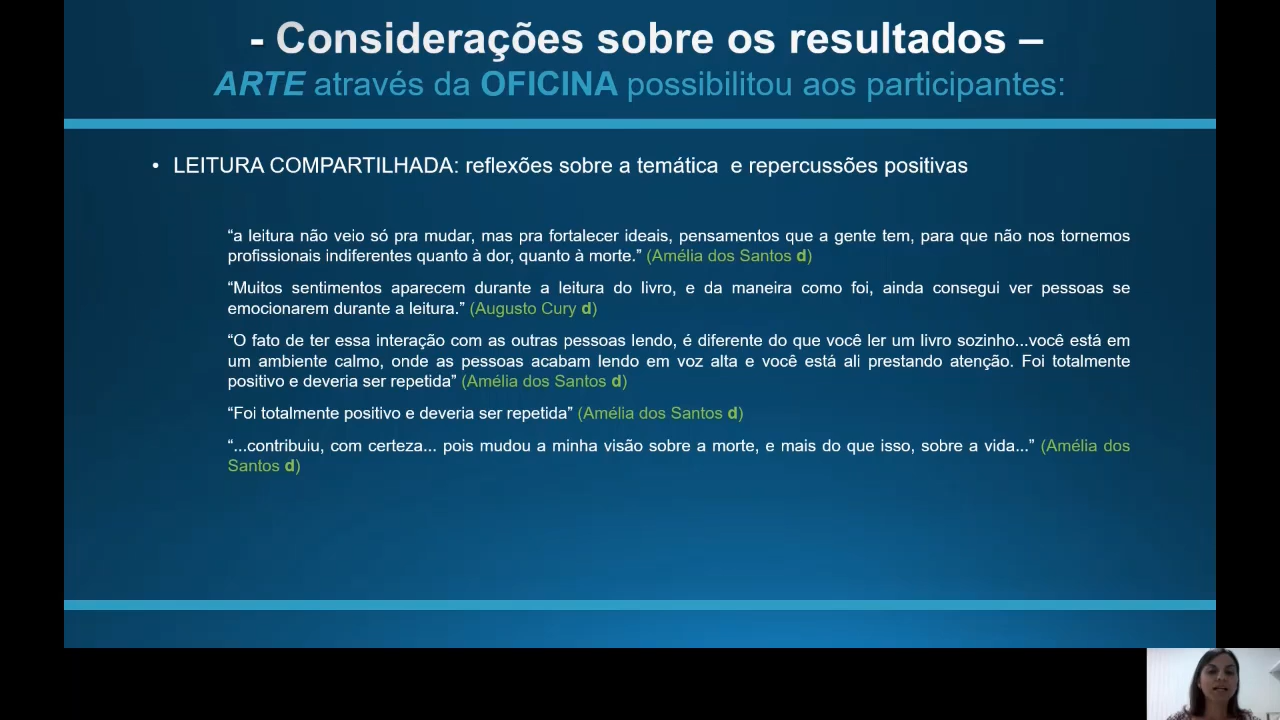 - Considerações sobre os resultados –
ARTE através da OFICINA possibilitou aos participantes:
• LEITURA COMPARTILHADA: reflexões sobre a temática e repercussões positivas
“a leitura não veio só pra mudar, mas pra fortalecer ideais, pensamentos que a gente tem, para que não nos tornemos
profissionais indiferentes quanto à dor, quanto à morte.” (Amélia dos Santos d)
“Muitos sentimentos aparecem durante a leitura do livro, e da maneira como foi, ainda consegui ver pessoas se
emocionarem durante a leitura.” (Augusto Cury d)
“O fato de ter essa interação com as outras pessoas lendo, é diferente do que você ler um livro sozinho...você está em
um ambiente calmo, onde as pessoas acabam lendo em voz alta e você está ali prestando atenção. Foi totalmente
positivo e deveria ser repetida” (Amélia dos Santos d)
“Foi totalmente positivo e deveria ser repetida” (Amélia dos Santos d)
“...contribuiu, com certeza... pois mudou a minha visão sobre a morte, e mais do que isso, sobre a vida...” (Amélia dos
Santos d)